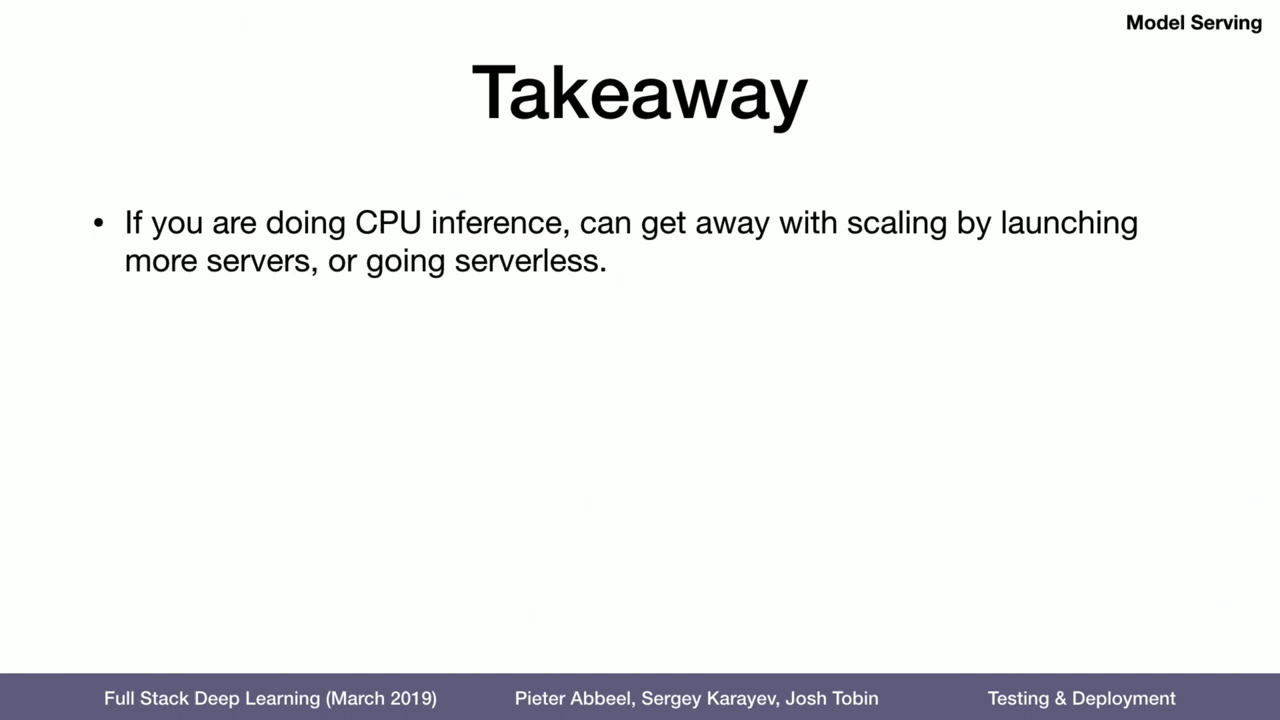 Model Serving
Takeaway
• If you are doing CPU inference, can get away with scaling by launching
more servers, or going serverless.
Full Stack Deep Learning (March 2019) Pieter Abbeel, Sergey Karayev, Josh Tobin Testing & Deployment